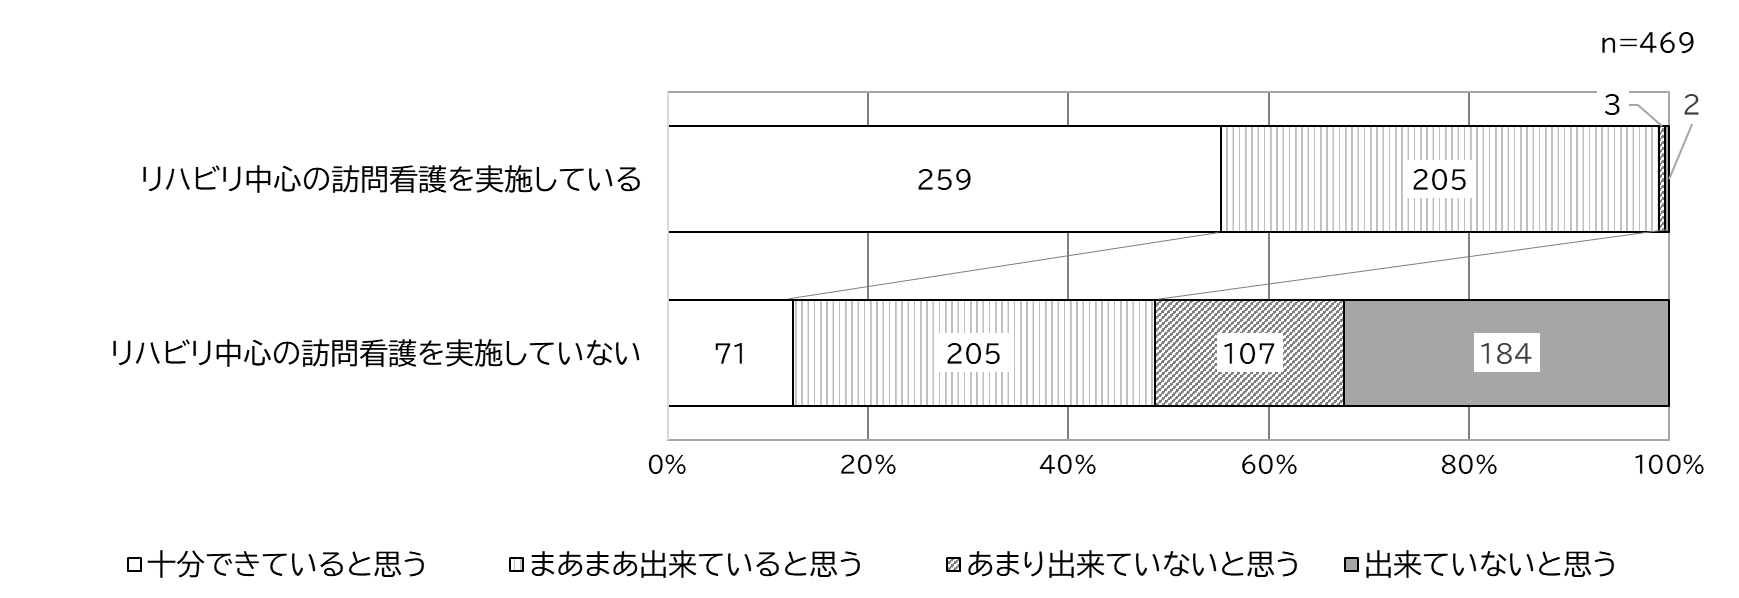 n=469
3 2
リハビリ中心の訪問看護を実施している 259 205
リハビリ中心の訪問看護を実施していない 71 205 107 184
0% 20% 40% 60% 80% 100%
十分できていると思う まあまあ出来ていると思う あまり出来ていないと思う 出来ていないと思う